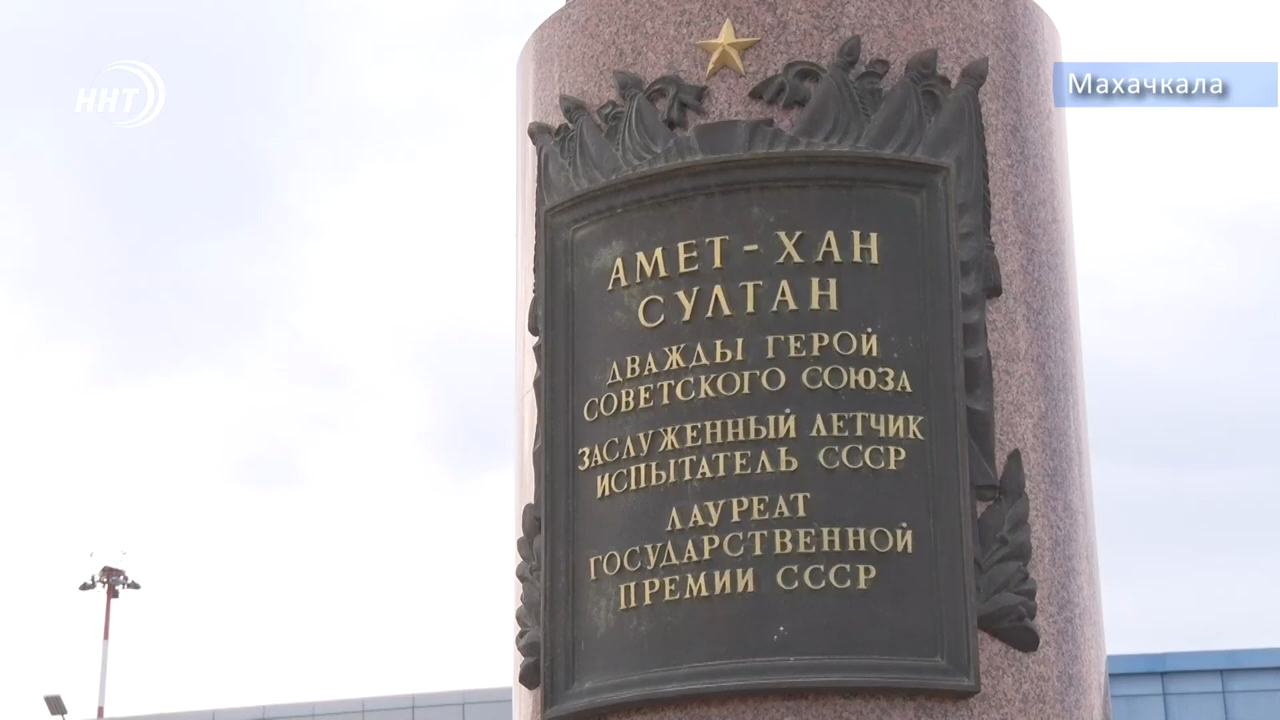 ННТ
Махачкала
АМЕТ-ХАН
СУЛТАН
ДВАЖДЫ ГЕРОЙ
СОВЕТСКОГО СОЮЗА
ЗАСЛУЖЕННЫЙ ЛЕТЧИК
ИСПЫТАТЕЛЬ СССР
ЛАУРЕАТ
ГОСУДАРСТВЕННОЙ
ПРЕМИИ СССР